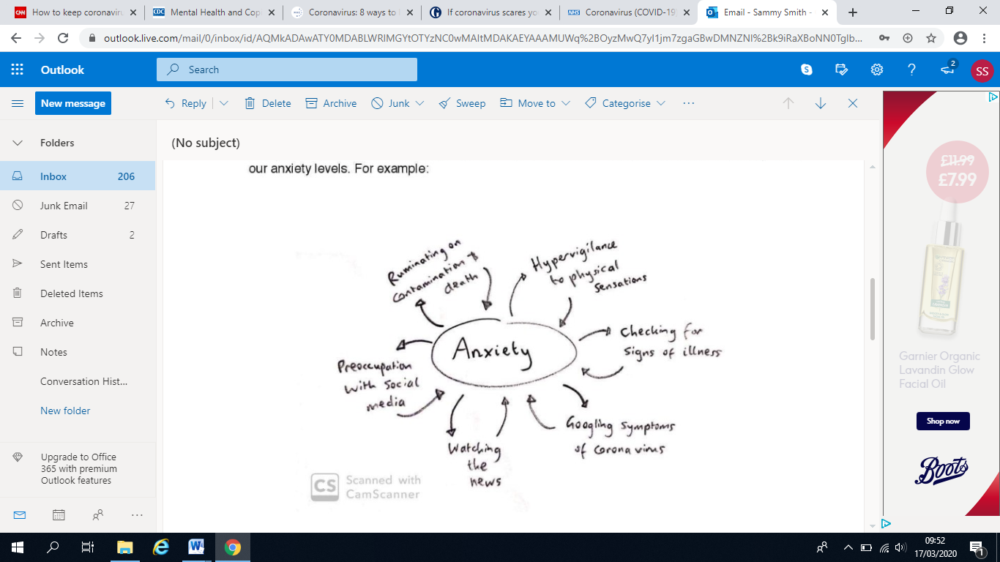 How to keep coronaviru
CDC Mental Health and Cop
Coronavirus: 8 ways to
If coronavirus scares yo
NHS Coronavirus (COVID-19)
Email - Sammy Smith -
outlook.live.com/mail/0/inbox/id/
Outlook
Search
2
SS
New message
Reply
Delete
Archive
Junk
Sweep
Move to
Categorise
(No subject)
Folders
Inbox 206
Junk Email 27
Drafts 2
Sent Items
Deleted Items
Archive
Notes
Conversation Hist...
New folder
Upgrade to Office
365 with premium
Outlook features
our anxiety levels. For example:
Ruminating on
contamination +
death
Hypervigilance
to physical
sensations
Anxiety
Checking for
signs of illness
Preoccupation
with social
media
Googling symptoms
of corona virus
Watching
the
news
CS Scanned with
CamScanner
£11.99
£7.99
Garnier Organic
Lavandin Glow
Facial Oil
Shop now
Boots
09:52
17/03/2020
1